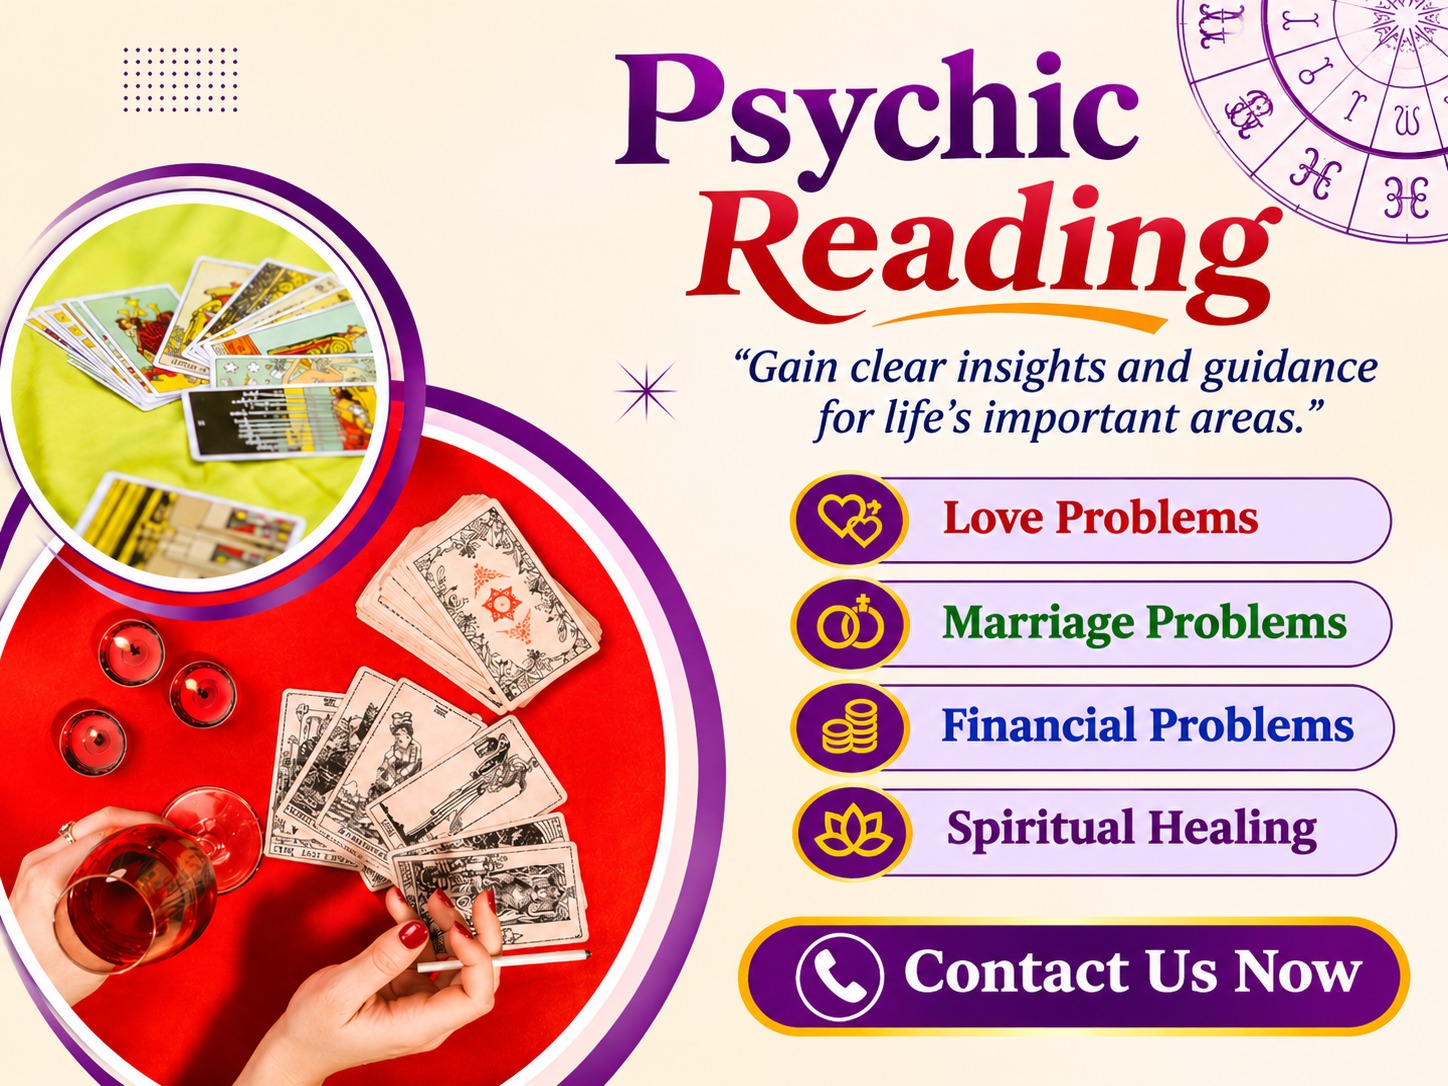 Psychic
Reading
“Gain clear insights and guidance
for life’s important areas.”
Love Problems
Marriage Problems
Financial Problems
Spiritual Healing
Contact Us Now